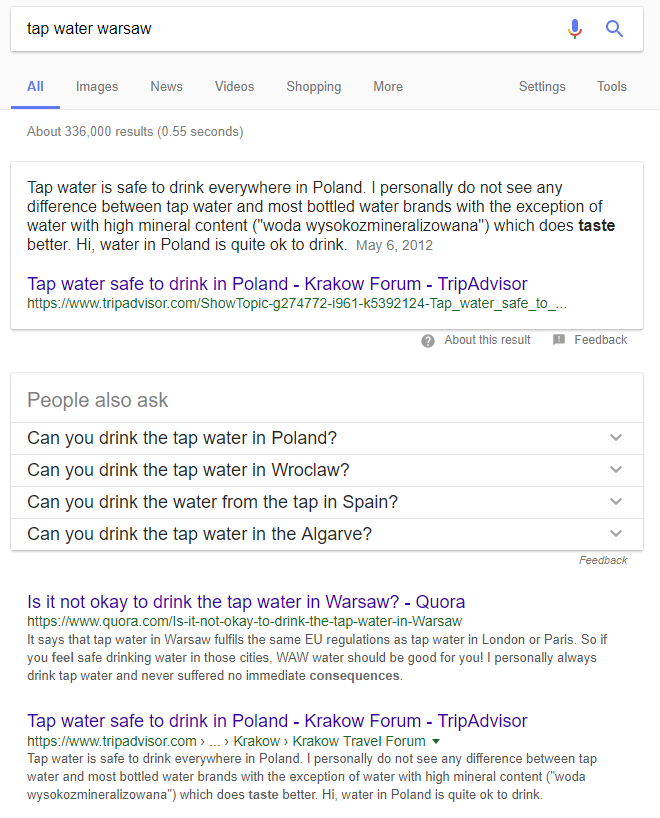 tap water warsaw
All Images News Videos Shopping More Settings Tools
About 336,000 results (0.55 seconds)
Tap water is safe to drink everywhere in Poland. I personally do not see any
difference between tap water and most bottled water brands with the exception of
water with high mineral content ("woda wysokozmineralizowana") which does taste
better. Hi, water in Poland is quite ok to drink. May 6, 2012
Tap water safe to drink in Poland - Krakow Forum - TripAdvisor
https://www.tripadvisor.com/ShowTopic-g274772-i961-k5392124-Tap_water_safe_to_...
About this result Feedback
People also ask
Can you drink the tap water in Poland?
Can you drink the tap water in Wroclaw?
Can you drink the water from the tap in Spain?
Can you drink the tap water in the Algarve?
Feedback
Is it not okay to drink the tap water in Warsaw? - Quora
https://www.quora.com/Is-it-not-okay-to-drink-the-tap-water-in-Warsaw
It says that tap water in Warsaw fulfils the same EU regulations as tap water in London or Paris. So if
you feel safe drinking water in those cities, WAW water should be good for you! I personally always
drink tap water and never suffered no immediate consequences.
Tap water safe to drink in Poland - Krakow Forum - TripAdvisor
https://www.tripadvisor.com › ... › Krakow › Krakow Travel Forum
Tap water is safe to drink everywhere in Poland. I personally do not see any difference between tap
water and most bottled water brands with the exception of water with high mineral content ("woda
wysokozmineralizowana") which does taste better. Hi, water in Poland is quite ok to drink.